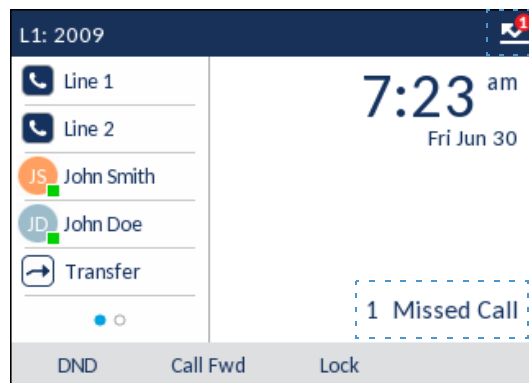 L1: 2009
1
Line 1
Line 2
JS John Smith
JD John Doe
Transfer
7:23 am
Fri Jun 30
1 Missed Call
DND Call Fwd Lock